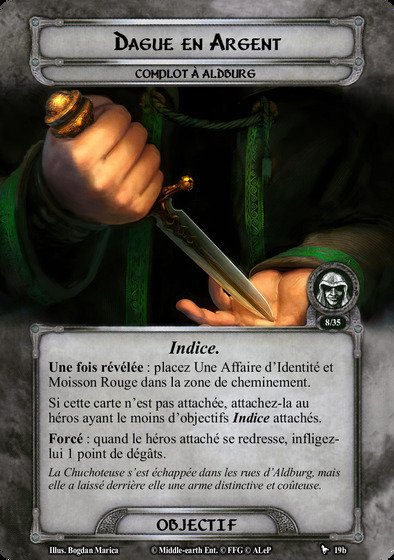 Dague en Argent
Complot à Aldburg
8/35
Indice.
Une fois révélée : placez Une Affaire d'Identité et
Moisson Rouge dans la zone de cheminement.
Si cette carte n'est pas attachée, attachez-la au
héros ayant le moins d'objectifs Indice attachés.
Forcé : quand le héros attaché se redresse, infligez-
lui 1 point de dégâts.
La Chuchoteuse s'est échappée dans les rues d'Aldburg, mais
elle a laissé derrière elle une arme distinctive et coûteuse.
Objectif
Illus. Bogdan Marica © Middle-earth Ent. © FFG © ALeP 19b